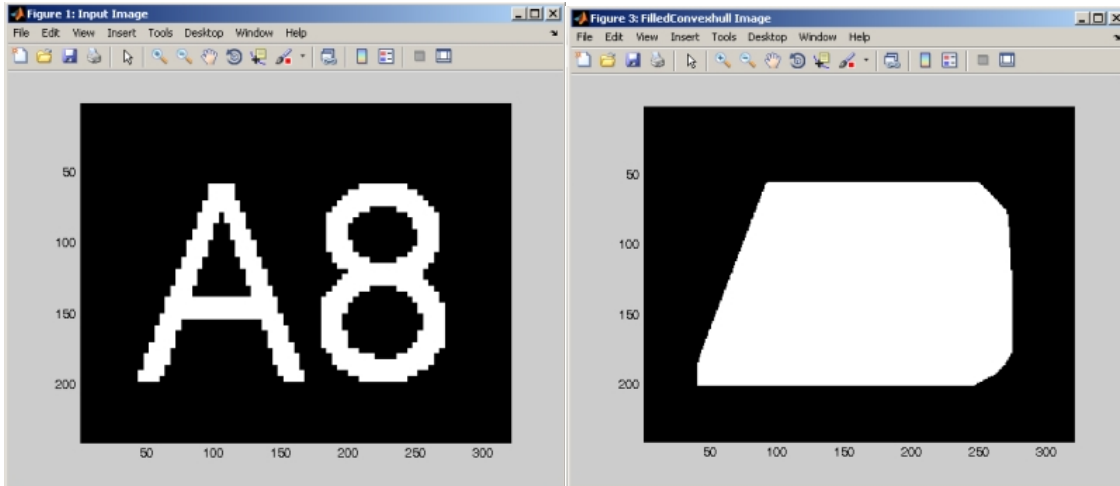 Figure 1: Input Image
File Edit View Insert Tools Desktop Window Help
50
100
150
200
50 100 150 200 250 300
A8
Figure 3: FilledConvexhull Image
File Edit View Insert Tools Desktop Window Help
50
100
150
200
50 100 150 200 250 300